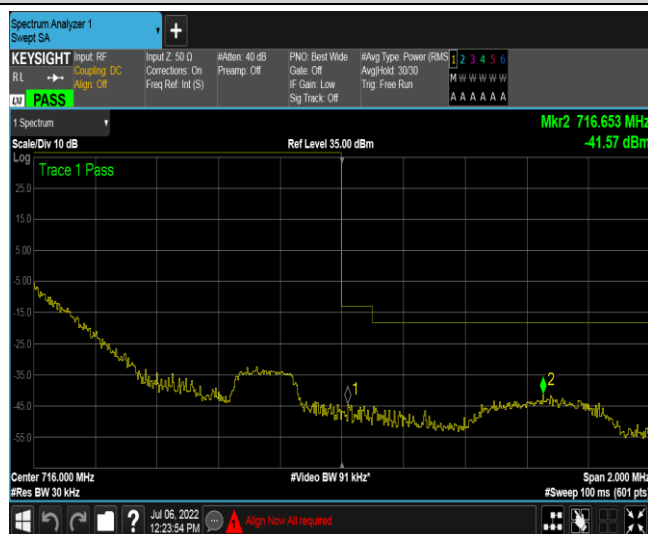 Spectrum Analyzer 1
Swept SA
+
KEYSIGHT
RL
LXI PASS
Input: RF
Coupling: DC
Align: Off
Input Z: 50 Ω
Corrections: On
Freq Ref: Int (S)
#Atten: 40 dB
Preamp: Off
PNO: Best Wide
Gate: Off
IF Gain: Low
Sig Track: Off
#Avg Type: Power (RMS
Avg|Hold: 30/30
Trig: Free Run
1 2 3 4 5 6
M W W W W W
A A A A A A
1 Spectrum
Scale/Div 10 dB
Ref Level 35.00 dBm
Mkr2 716.653 MHz
-41.57 dBm
Log
Trace 1 Pass
25.0
15.0
5.00
-5.00
-15.0
-25.0
-35.0
-45.0
-55.0
1
2
Center 716.000 MHz
#Res BW 30 kHz
#Video BW 91 kHz*
Span 2.000 MHz
#Sweep 100 ms (601 pts)
?
Jul 06, 2022
12:23:54 PM
Align Now All required